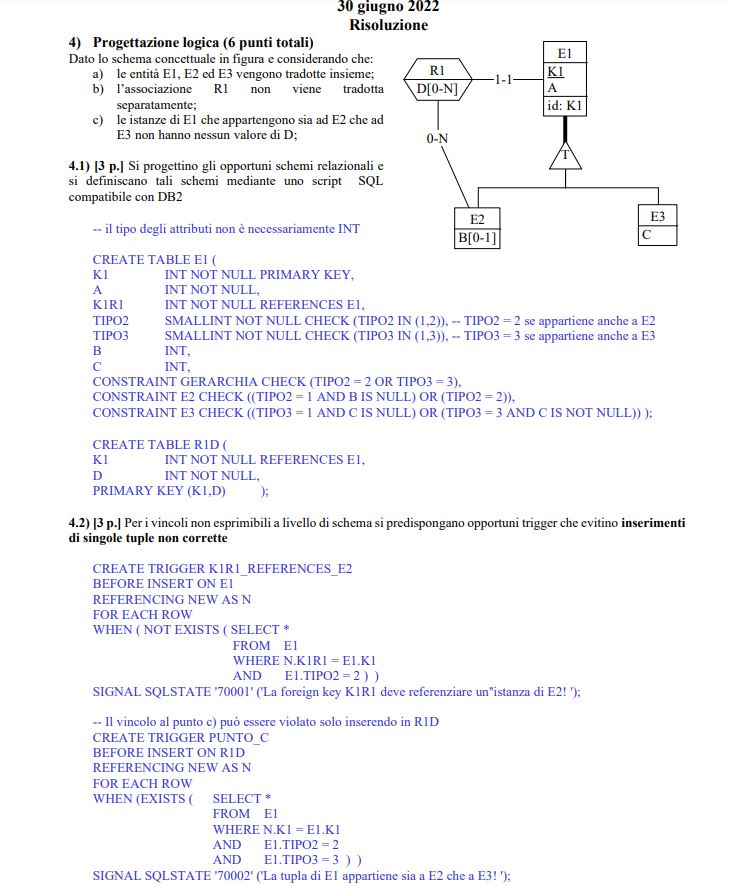 30 giugno 2022
Risoluzione
4) Progettazione logica (6 punti totali)
Dato lo schema concettuale in figura e considerando che:
a) le entità E1, E2 ed E3 vengono tradotte insieme;
b) l'associazione R1 non viene tradotta
separatamente;
c) le istanze di E1 che appartengono sia ad E2 che ad
E3 non hanno nessun valore di D;
R1
D[0-N]
1-1
E1
K1
A
id: K1
0-N
T
E2
B[0-1]
E3
C
4.1) [3 p.] Si progettino gli opportuni schemi relazionali e
si definiscano tali schemi mediante uno script SQL
compatibile con DB2
-- il tipo degli attributi non è necessariamente INT
CREATE TABLE E1 (
K1 INT NOT NULL PRIMARY KEY,
A INT NOT NULL,
K1R1 INT NOT NULL REFERENCES E1,
TIPO2 SMALLINT NOT NULL CHECK (TIPO2 IN (1,2)), -- TIPO2 = 2 se appartiene anche a E2
TIPO3 SMALLINT NOT NULL CHECK (TIPO3 IN (1,3)), -- TIPO3 = 3 se appartiene anche a E3
B INT,
C INT,
CONSTRAINT GERARCHIA CHECK (TIPO2 = 2 OR TIPO3 = 3),
CONSTRAINT E2 CHECK ((TIPO2 = 1 AND B IS NULL) OR (TIPO2 = 2)),
CONSTRAINT E3 CHECK ((TIPO3 = 1 AND C IS NULL) OR (TIPO3 = 3 AND C IS NOT NULL)) );
CREATE TABLE R1D (
K1 INT NOT NULL REFERENCES E1,
D INT NOT NULL,
PRIMARY KEY (K1,D) );
4.2) [3 p.] Per i vincoli non esprimibili a livello di schema si predispongano opportuni trigger che evitino inserimenti
di singole tuple non corrette
CREATE TRIGGER K1R1_REFERENCES_E2
BEFORE INSERT ON E1
REFERENCING NEW AS N
FOR EACH ROW
WHEN ( NOT EXISTS ( SELECT *
FROM E1
WHERE N.K1R1 = E1.K1
AND E1.TIPO2 = 2 ) )
SIGNAL SQLSTATE '70001' ('La foreign key K1R1 deve referenziare un''istanza di E2! ');
-- Il vincolo al punto c) può essere violato solo inserendo in R1D
CREATE TRIGGER PUNTO_C
BEFORE INSERT ON R1D
REFERENCING NEW AS N
FOR EACH ROW
WHEN (EXISTS ( SELECT *
FROM E1
WHERE N.K1 = E1.K1
AND E1.TIPO2 = 2
AND E1.TIPO3 = 3 ) )
SIGNAL SQLSTATE '70002' ('La tupla di E1 appartiene sia a E2 che a E3! ');